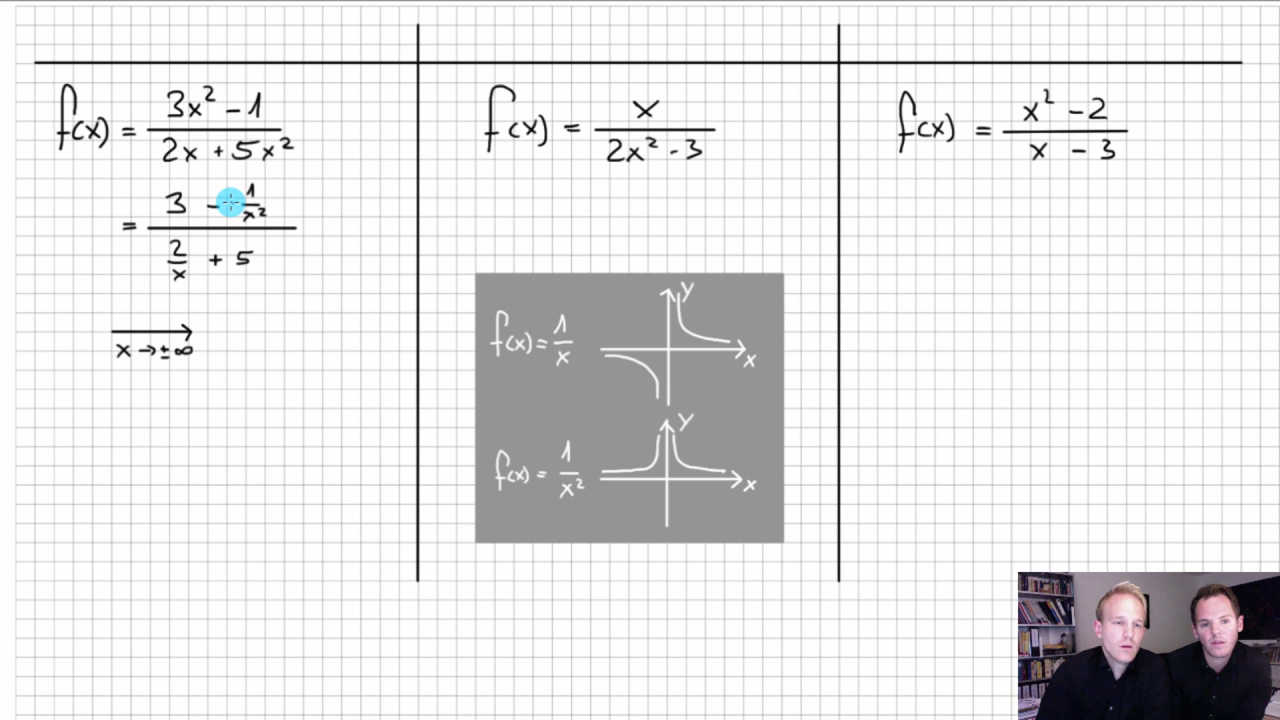 f(x) = (3x² - 1)/(2x + 5x²)
= (3 - 1/x²)/(2/x + 5)
x → ±∞
f(x) = x/(2x² - 3)
f(x) = 1/x
y
x
f(x) = 1/x²
y
x
f(x) = (x² - 2)/(x - 3)